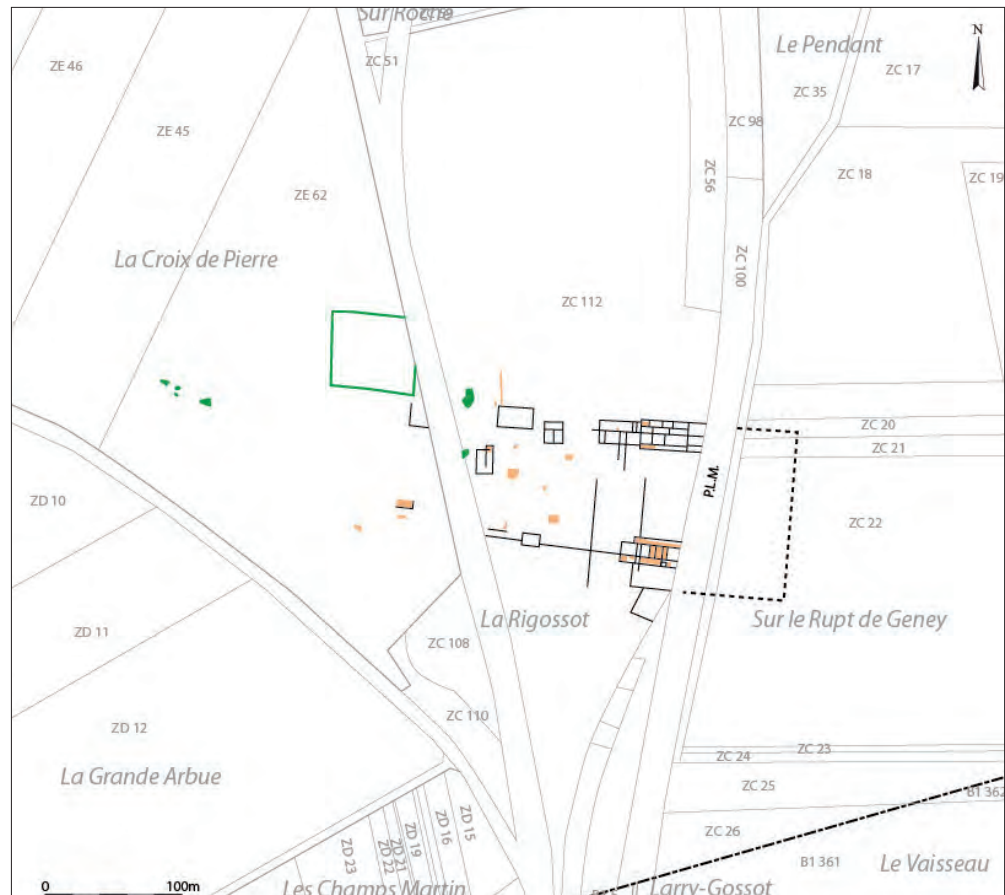 Sur Roche
ZC 51
Le Pendant
N
ZE 46
ZC 17
ZC 35
ZC 98
ZE 45
ZC 56
ZC 18
ZC 19
ZE 62
La Croix de Pierre
ZC 100
ZC 112
ZC 20
ZC 21
P.L.M.
ZD 10
ZC 22
La Rigossot
Sur le Rupt de Geney
ZD 11
ZC 108
ZC 110
ZD 12
ZC 23
ZC 24
La Grande Arbue
ZC 25
B1 362
ZD 15
ZD 16
ZD 19
ZD 21
ZD 22
ZD 23
ZC 26
B1 361
Le Vaisseau
0 100m
Les Champs Martin
Larry-Gossot